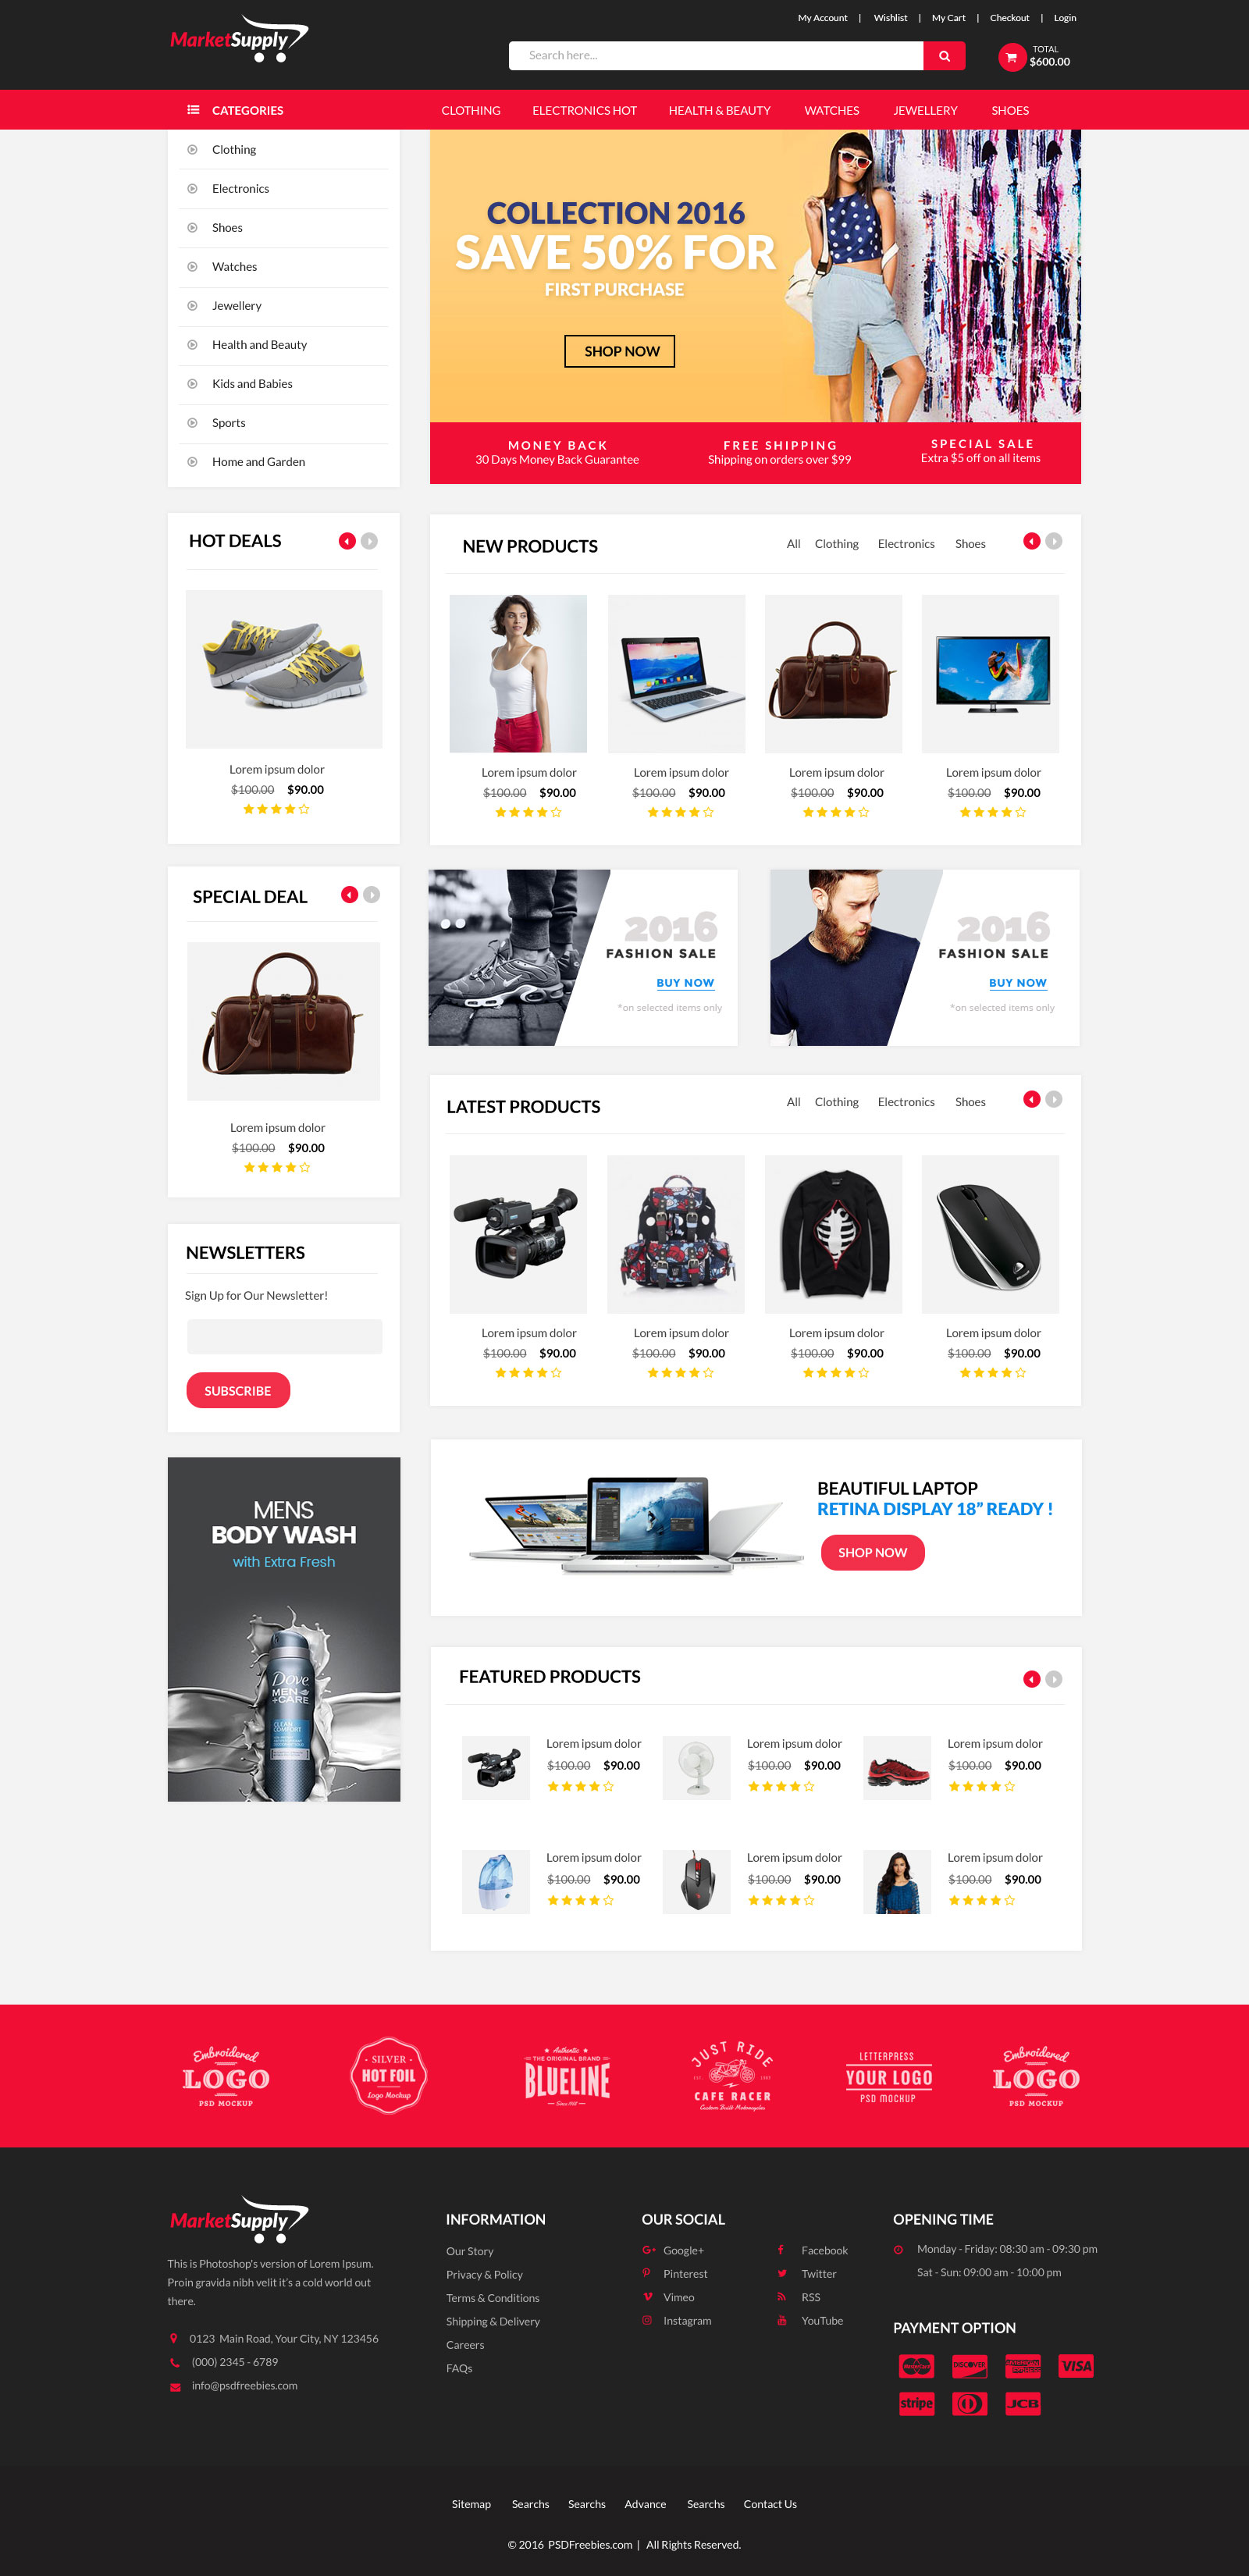 My Account | Wishlist | My Cart | Checkout | Login
MarketSupply
Search here...
TOTAL
$600.00
CATEGORIES
CLOTHING ELECTRONICS HOT HEALTH & BEAUTY WATCHES JEWELLERY SHOES
Clothing
Electronics
Shoes
Watches
Jewellery
Health and Beauty
Kids and Babies
Sports
Home and Garden
COLLECTION 2016
SAVE 50% FOR
FIRST PURCHASE
SHOP NOW
MONEY BACK
30 Days Money Back Guarantee
FREE SHIPPING
Shipping on orders over $99
SPECIAL SALE
Extra $5 off on all items
HOT DEALS
Lorem ipsum dolor
$100.00 $90.00
SPECIAL DEAL
Lorem ipsum dolor
$100.00 $90.00
NEWSLETTERS
Sign Up for Our Newsletter!
SUBSCRIBE
MENS
BODY WASH
with Extra Fresh
Dove
MEN
+CARE
CLEAN
COMFORT
NEW PRODUCTS
All Clothing Electronics Shoes
Lorem ipsum dolor
$100.00 $90.00
Lorem ipsum dolor
$100.00 $90.00
Lorem ipsum dolor
$100.00 $90.00
Lorem ipsum dolor
$100.00 $90.00
2016
FASHION SALE
BUY NOW
*on selected items only
2016
FASHION SALE
BUY NOW
*on selected items only
LATEST PRODUCTS
All Clothing Electronics Shoes
Lorem ipsum dolor
$100.00 $90.00
Lorem ipsum dolor
$100.00 $90.00
Lorem ipsum dolor
$100.00 $90.00
Lorem ipsum dolor
$100.00 $90.00
BEAUTIFUL LAPTOP
RETINA DISPLAY 18” READY !
SHOP NOW
FEATURED PRODUCTS
Lorem ipsum dolor
$100.00 $90.00
Lorem ipsum dolor
$100.00 $90.00
Lorem ipsum dolor
$100.00 $90.00
Lorem ipsum dolor
$100.00 $90.00
Lorem ipsum dolor
$100.00 $90.00
Lorem ipsum dolor
$100.00 $90.00
Embroidered
LOGO
PSD MOCKUP
SILVER
HOT FOIL
Logo Mockup
Authentic
THE ORIGINAL BRAND
BLUELINE
JUST RIDE
CAFE RACER
Custom Built Motorcycles
LETTERPRESS
YOUR LOGO
PSD MOCKUP
Embroidered
LOGO
PSD MOCKUP
MarketSupply
This is Photoshop's version of Lorem Ipsum.
Proin gravida nibh velit it’s a cold world out
there.
0123 Main Road, Your City, NY 123456
(000) 2345 - 6789
info@psdfreebies.com
INFORMATION
Our Story
Privacy & Policy
Terms & Conditions
Shipping & Delivery
Careers
FAQs
OUR SOCIAL
Google+
Pinterest
Vimeo
Instagram
Facebook
Twitter
RSS
YouTube
OPENING TIME
Monday - Friday: 08:30 am - 09:30 pm
Sat - Sun: 09:00 am - 10:00 pm
PAYMENT OPTION
MasterCard
DISCOVER
AMERICAN EXPRESS
VISA
stripe
JCB
Sitemap Searchs Searchs Advance Searchs Contact Us
© 2016 PSDFreebies.com | All Rights Reserved.